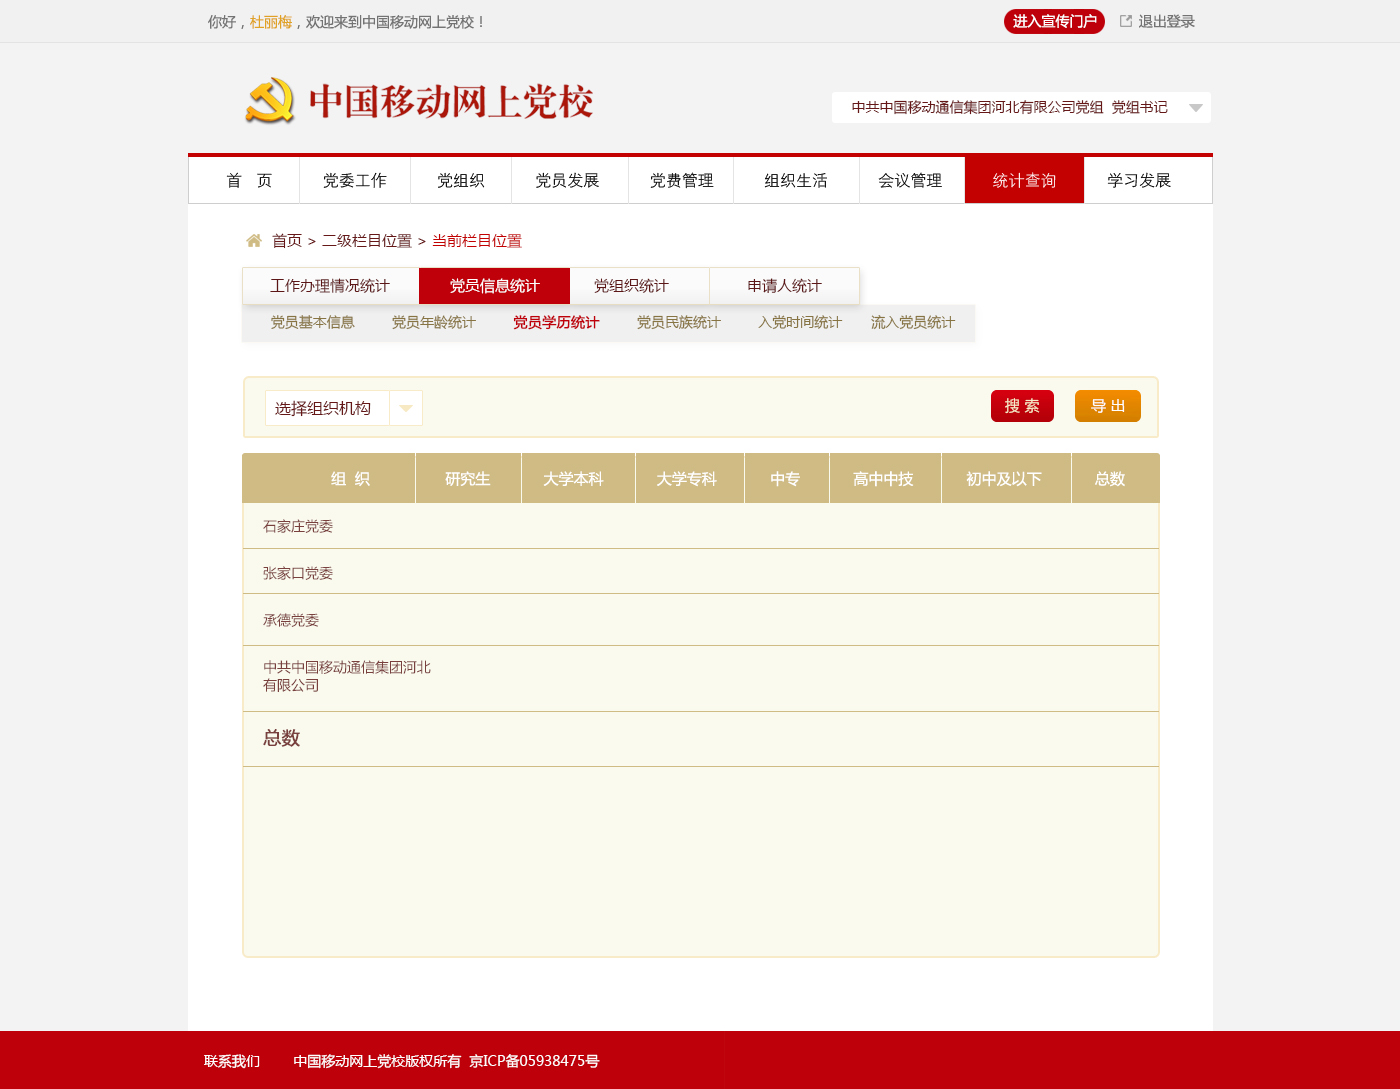 你好，杜丽梅，欢迎来到中国移动网上党校！
进入宣传门户 退出登录
中国移动网上党校
中共中国移动通信集团河北有限公司党组 党组书记
首 页 党委工作 党组织 党员发展 党费管理 组织生活 会议管理 统计查询 学习发展
首页 > 二级栏目位置 > 当前栏目位置
工作办理情况统计 党员信息统计 党组织统计 申请人统计
党员基本信息 党员年龄统计 党员学历统计 党员民族统计 入党时间统计 流入党员统计
选择组织机构 搜 索 导 出
组 织 研究生 大学本科 大学专科 中专 高中中技 初中及以下 总数
石家庄党委
张家口党委
承德党委
中共中国移动通信集团河北
有限公司
总数
联系我们 中国移动网上党校版权所有 京ICP备05938475号